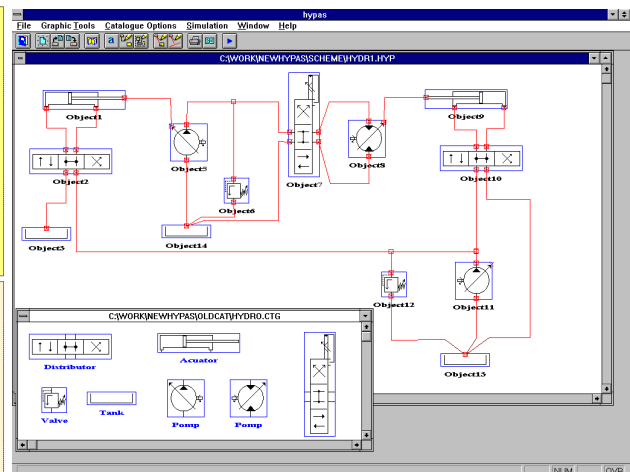 hypas
File Graphic Tools Catalogue Options Simulation Window Help
a
C:\WORK\NEWHYPAS\SCHEME\HYDR1.HYP
Object1
Object9
Object5
Object8
Object2
Object7
Object10
Object6
Object3
Object14
Object12
Object11
Object13
C:\WORK\NEWHYPAS\OLDCAT\HYDRO.CTG
Distributor
Acuator
Valve
Tank
Pomp
Pomp
NUM
OVR